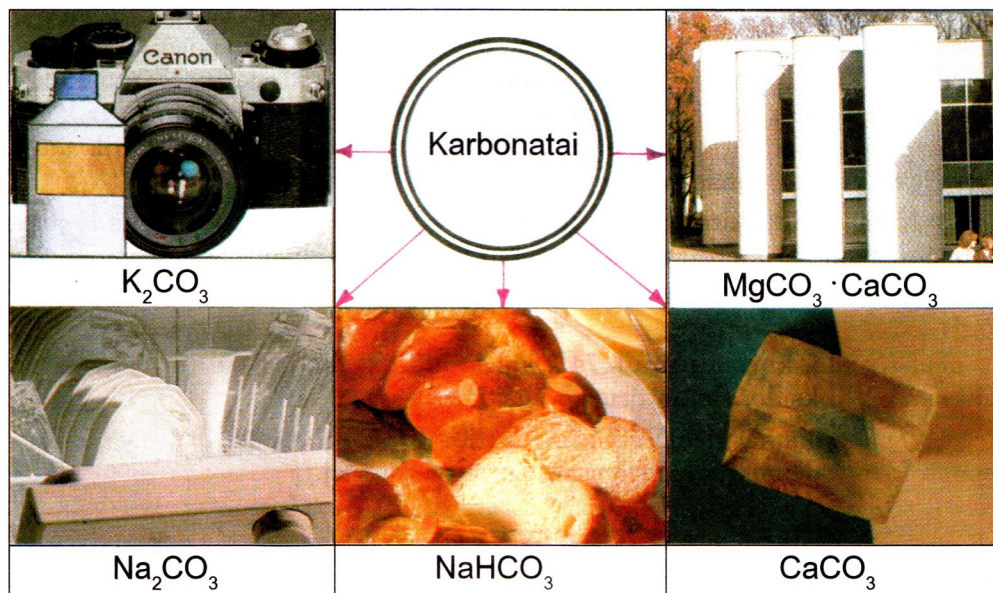 Canon
Karbonatai
K₂CO₃
MgCO₃ · CaCO₃
Na₂CO₃
NaHCO₃
CaCO₃